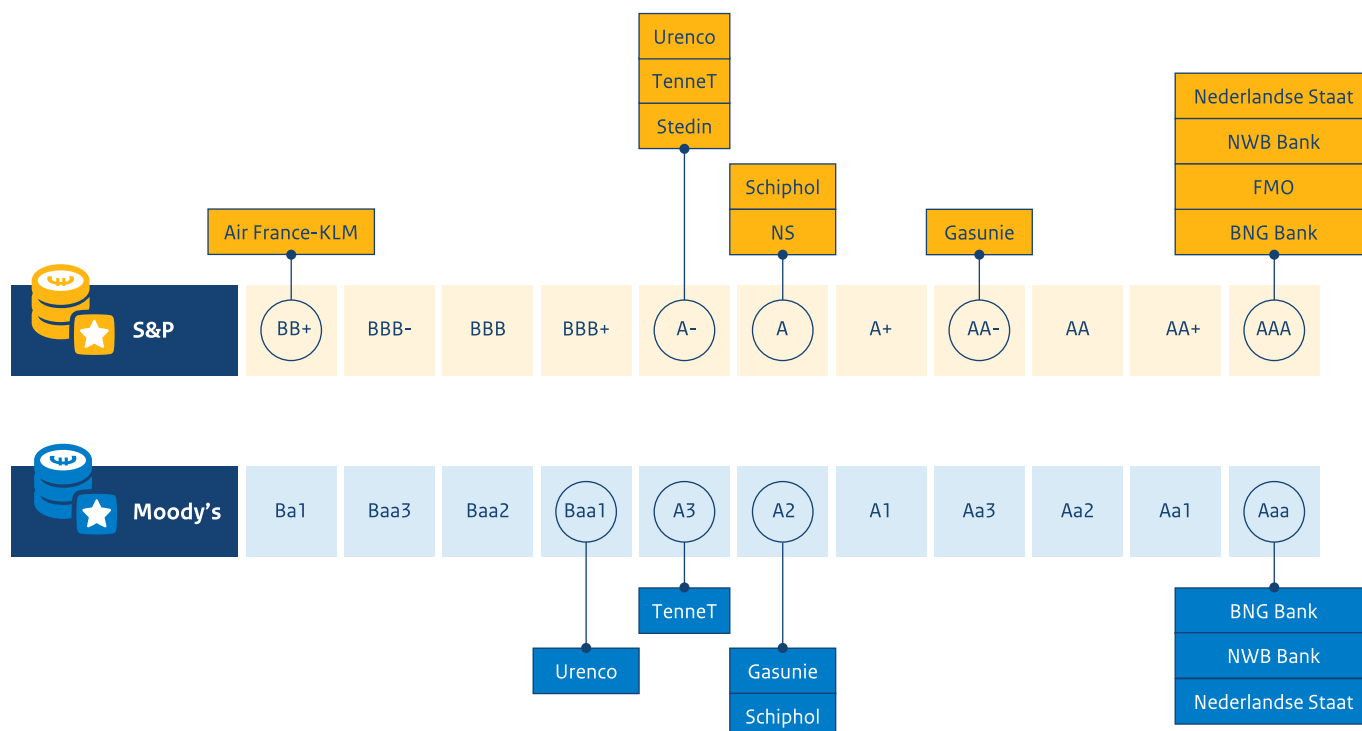 Urenco
TenneT
Stedin
Nederlandse Staat
NWB Bank
FMO
BNG Bank
Schiphol
NS
Air France-KLM
Gasunie
S&P
BB+
BBB-
BBB
BBB+
A-
A
A+
AA-
AA
AA+
AAA
Moody's
Ba1
Baa3
Baa2
Baa1
A3
A2
A1
Aa3
Aa2
Aa1
Aaa
TenneT
Urenco
Gasunie
Schiphol
BNG Bank
NWB Bank
Nederlandse Staat